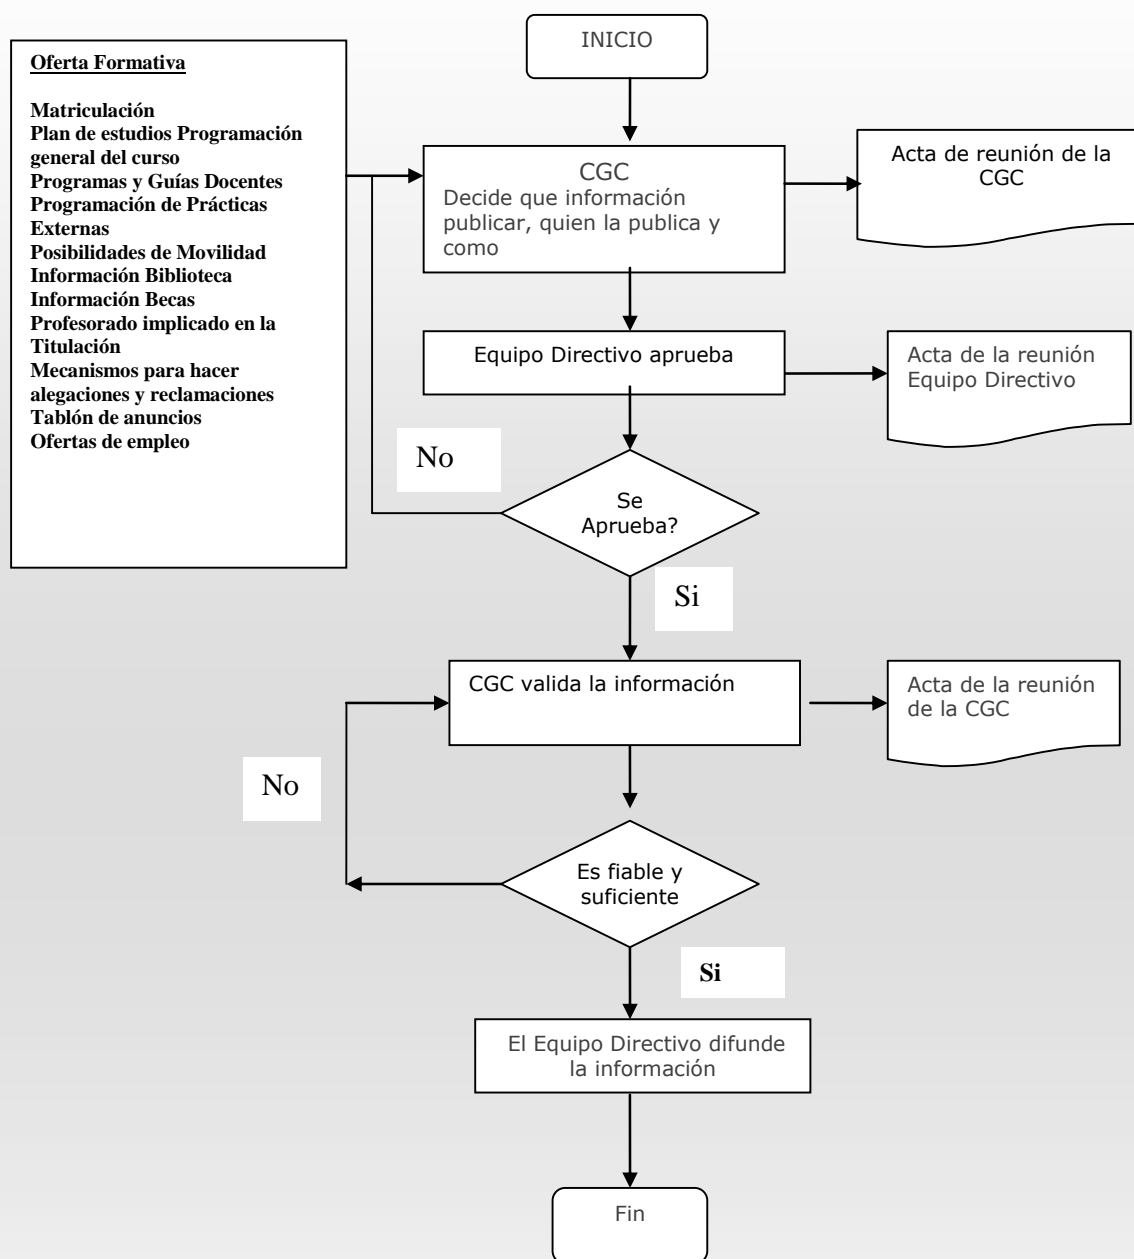 INICIO
Oferta Formativa
Matriculación
Plan de estudios Programación
general del curso
Programas y Guías Docentes
Programación de Prácticas
Externas
Posibilidades de Movilidad
Información Biblioteca
Información Becas
Profesorado implicado en la
Titulación
Mecanismos para hacer
alegaciones y reclamaciones
Tablón de anuncios
Ofertas de empleo
CGC
Decide que información
publicar, quien la publica y
como
Acta de reunión de la
CGC
Equipo Directivo aprueba
Acta de la reunión
Equipo Directivo
No
Se
Aprueba?
Si
CGC valida la información
Acta de la reunión
de la CGC
No
Es fiable y
suficiente
Si
El Equipo Directivo difunde
la información
Fin